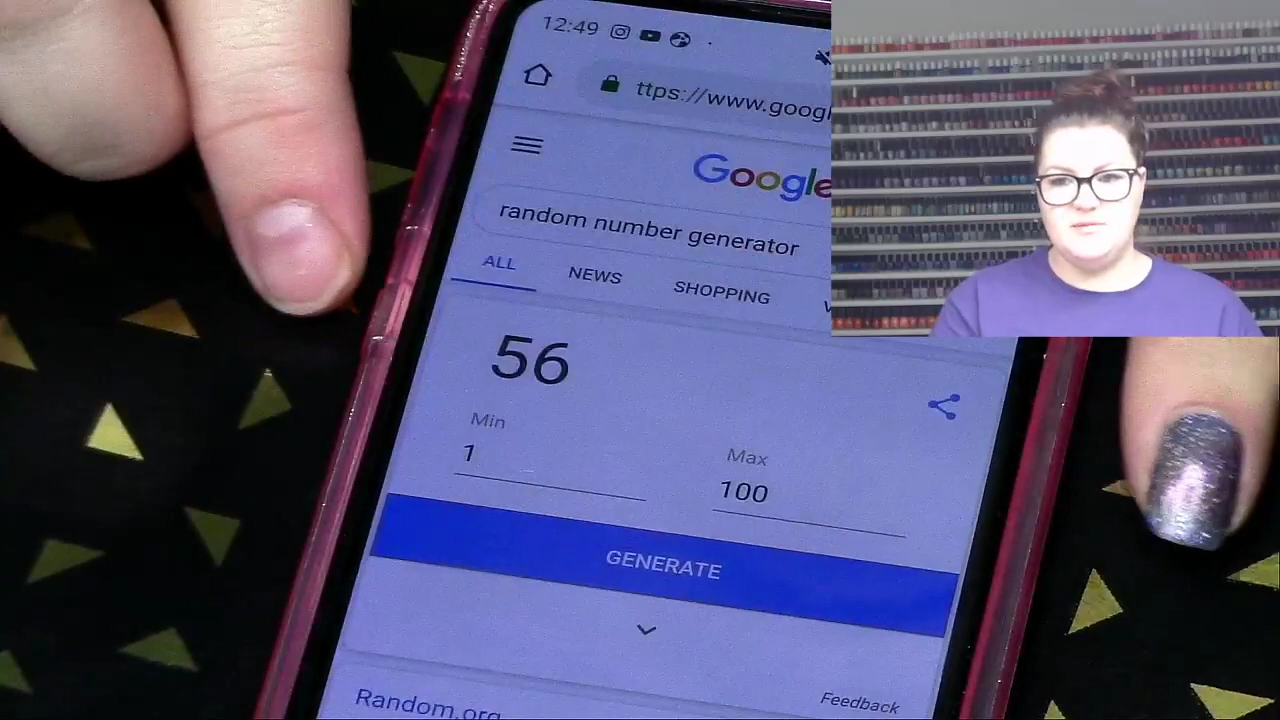 12:49
ttps://www.googl
Google
random number generator
ALL NEWS SHOPPING
56
Min
1
Max
100
GENERATE
Feedback
Random.org